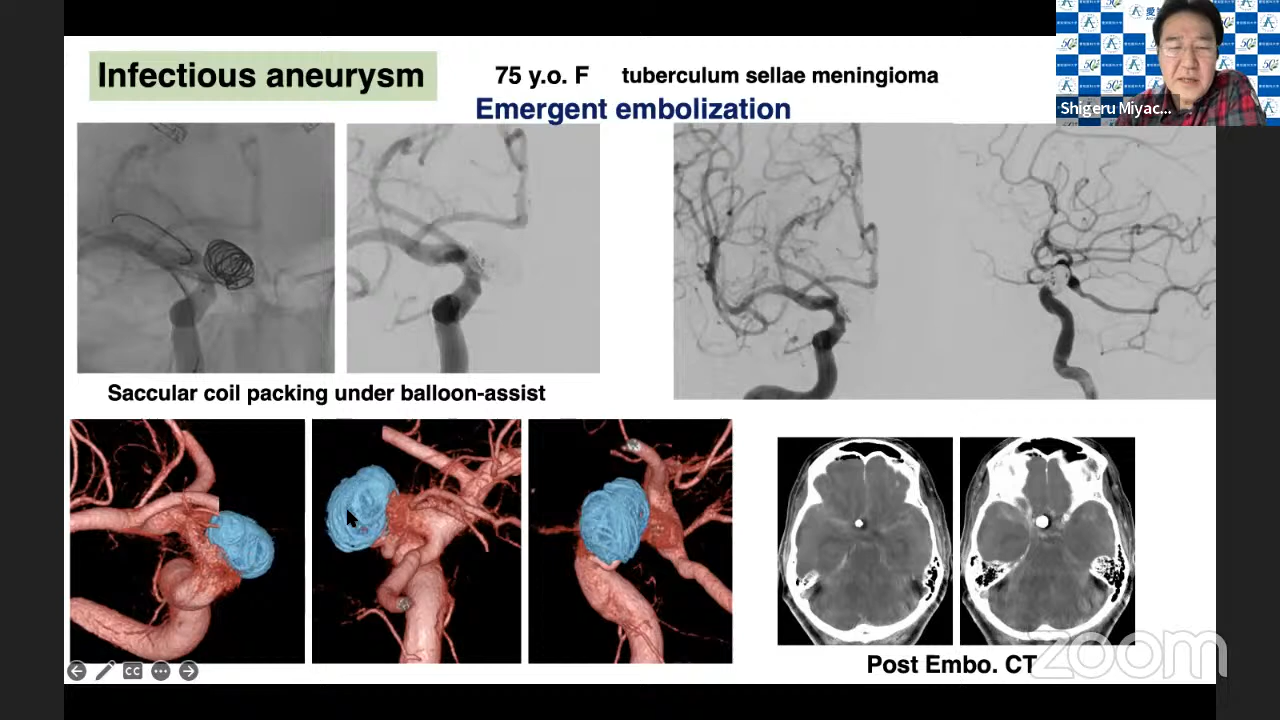 Infectious aneurysm
75 y.o. F tuberculum sellae meningioma
Emergent embolization
Shigeru Miyac...
Saccular coil packing under balloon-assist
Post Embo. CT
CC
zoom